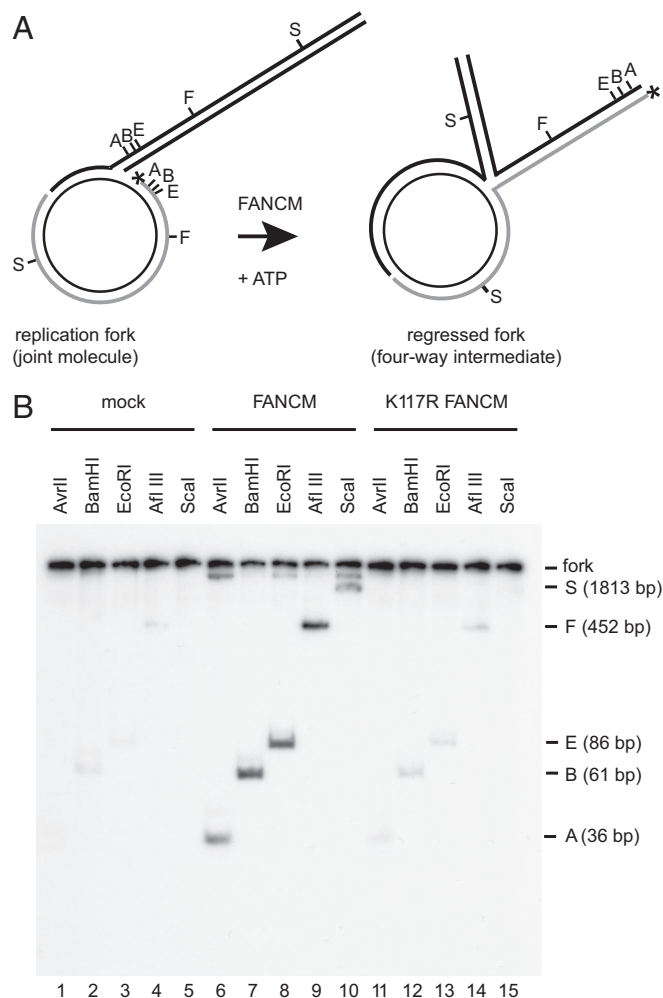 A
S
F
ABE
*
A
B
E
F
S
FANCM
+ ATP
S
F
E
B
A
*
S
replication fork
(joint molecule)
regressed fork
(four-way intermediate)
B
mock FANCM K117R FANCM
AvrII BamHI EcoRI Afl III ScaI AvrII BamHI EcoRI Afl III ScaI AvrII BamHI EcoRI Afl III ScaI
fork
S (1813 bp)
F (452 bp)
E (86 bp)
B (61 bp)
A (36 bp)
1 2 3 4 5 6 7 8 9 10 11 12 13 14 15